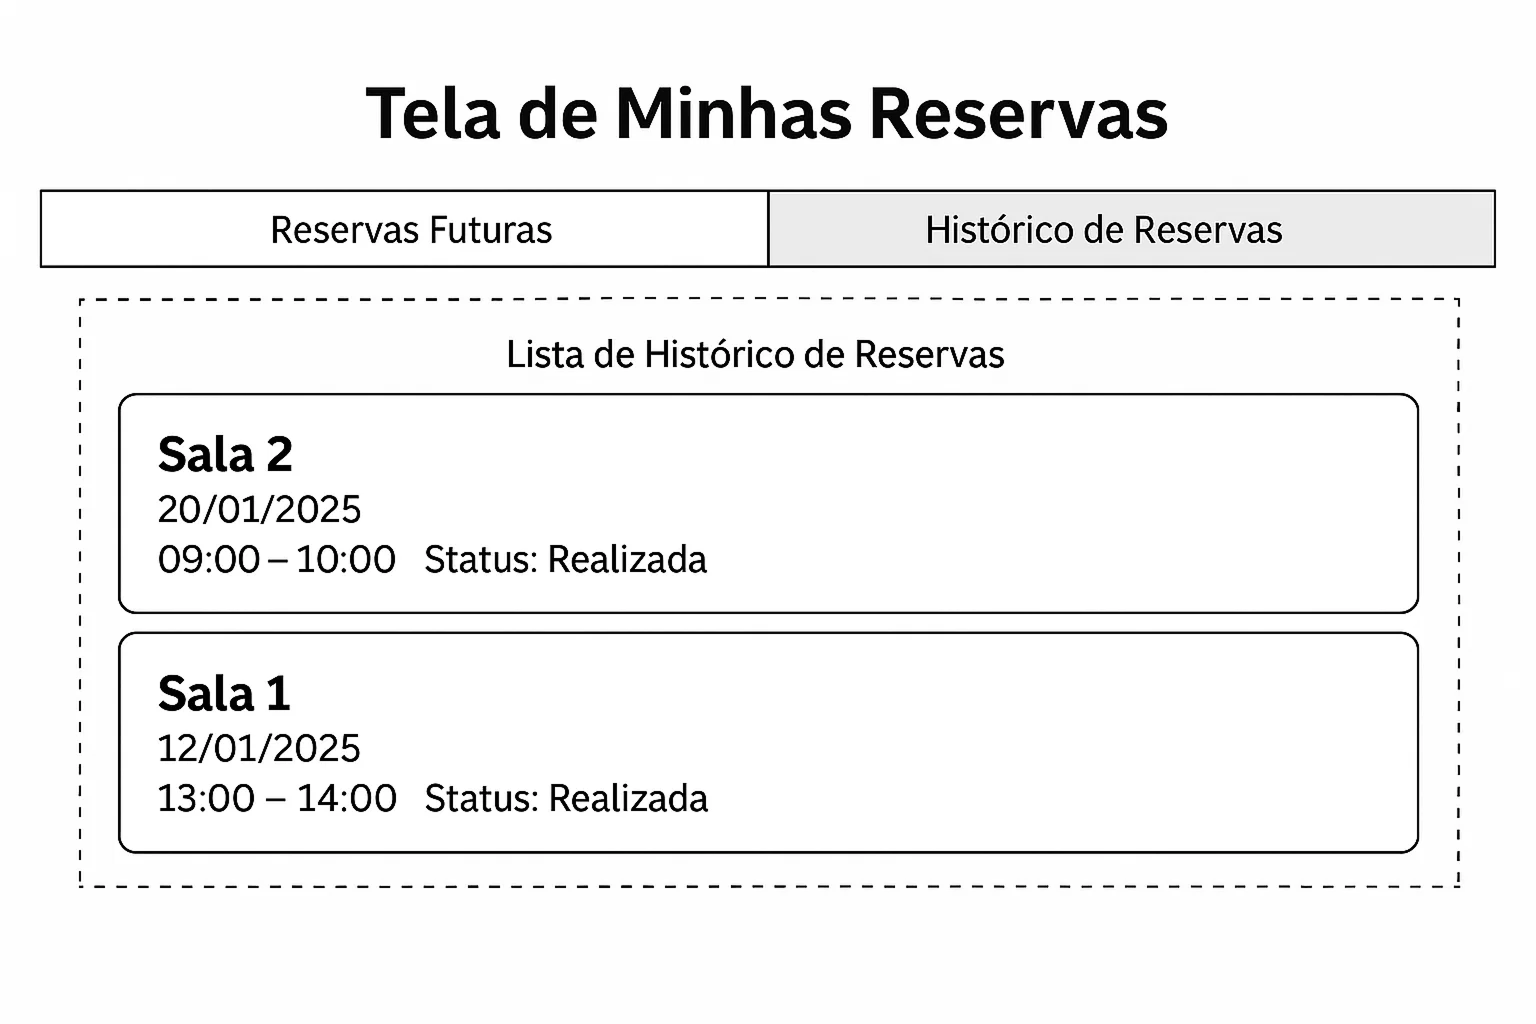 Tela de Minhas Reservas
Reservas Futuras
Histórico de Reservas
Lista de Histórico de Reservas
Sala 2
20/01/2025
09:00 – 10:00 Status: Realizada
Sala 1
12/01/2025
13:00 – 14:00 Status: Realizada